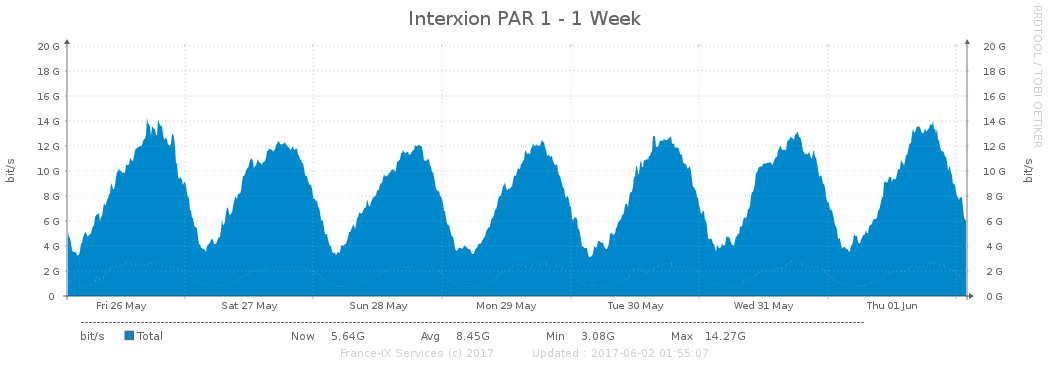 Interxion PAR 1 - 1 Week
RRDTOOL / TOBI OETIKER
20 G 20 G
18 G 18 G
16 G 16 G
14 G 14 G
12 G 12 G
10 G 10 G
8 G 8 G
6 G 6 G
4 G 4 G
2 G 2 G
0 0 G
bit/s bit/s
Fri 26 May Sat 27 May Sun 28 May Mon 29 May Tue 30 May Wed 31 May Thu 01 Jun
bit/s Total Now 5.64G Avg 8.45G Min 3.08G Max 14.27G
France-IX Services (c) 2017 Updated : 2017-06-02 01:55:07